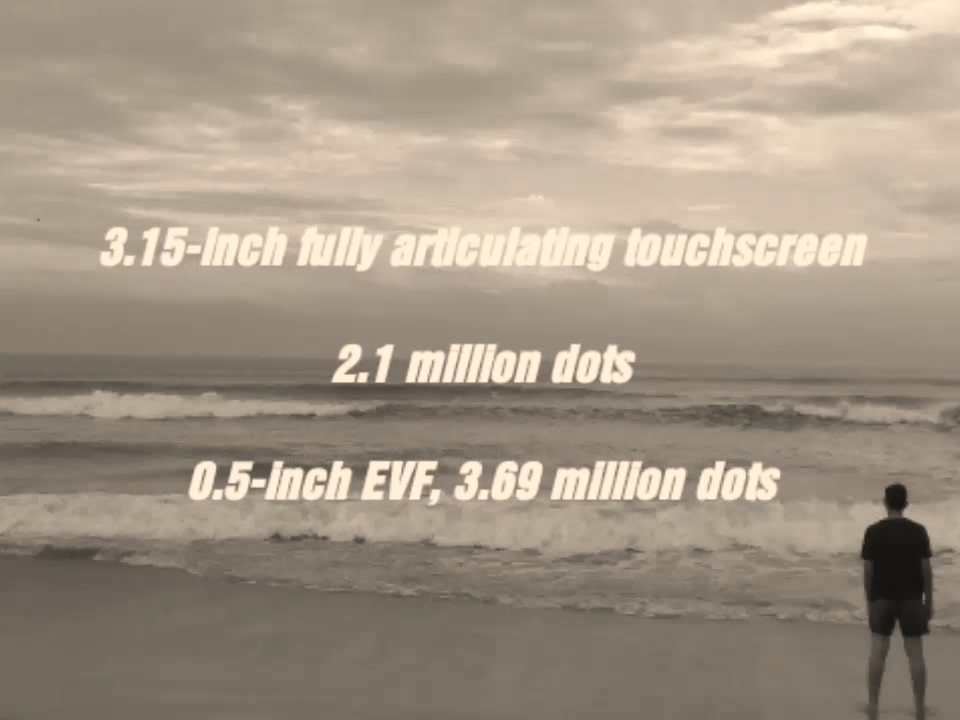 3.15-inch fully articulating touchscreen
2.1 million dots
0.5-inch EVF, 3.69 million dots